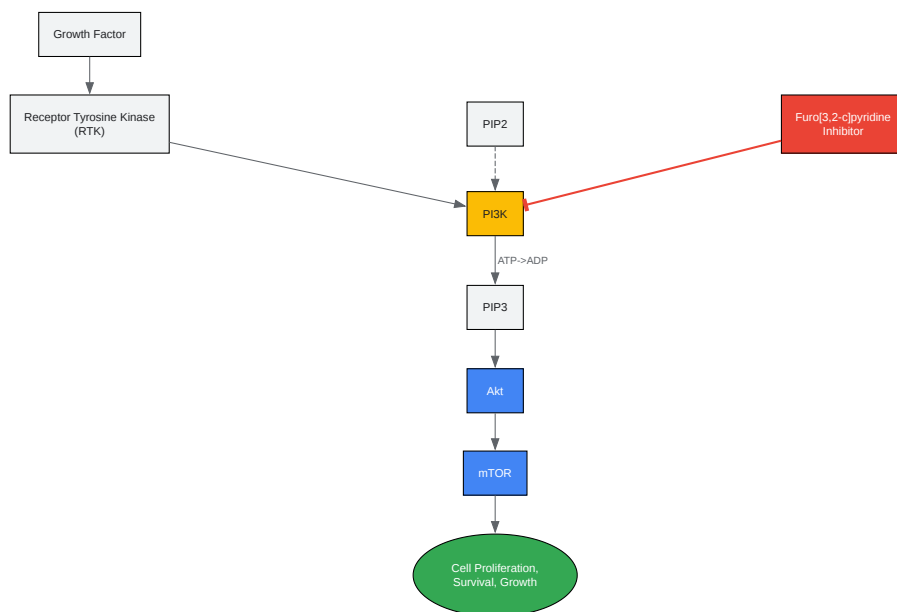 Growth Factor
Receptor Tyrosine Kinase
(RTK)
PIP2
Furo[3,2-c]pyridine
Inhibitor
PI3K
ATP->ADP
PIP3
Akt
mTOR
Cell Proliferation,
Survival, Growth